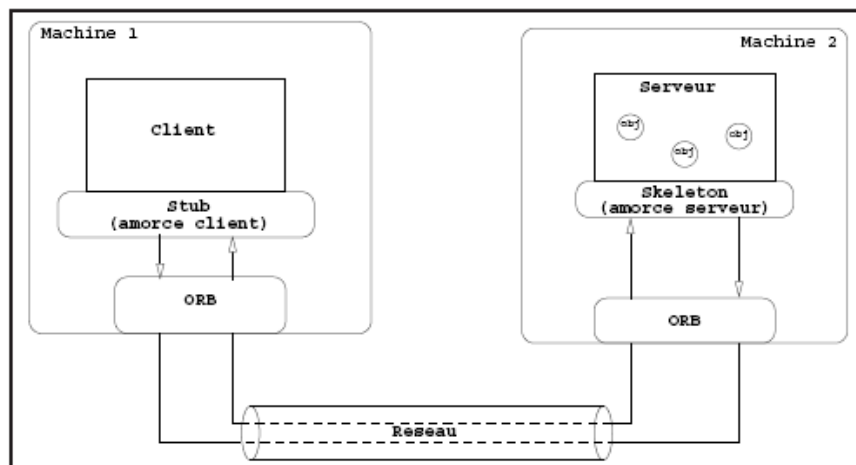 Machine 1
Client
Stub
(amorce client)
ORB
Machine 2
Serveur
obj
obj
obj
Skeleton
(amorce serveur)
ORB
Reseau